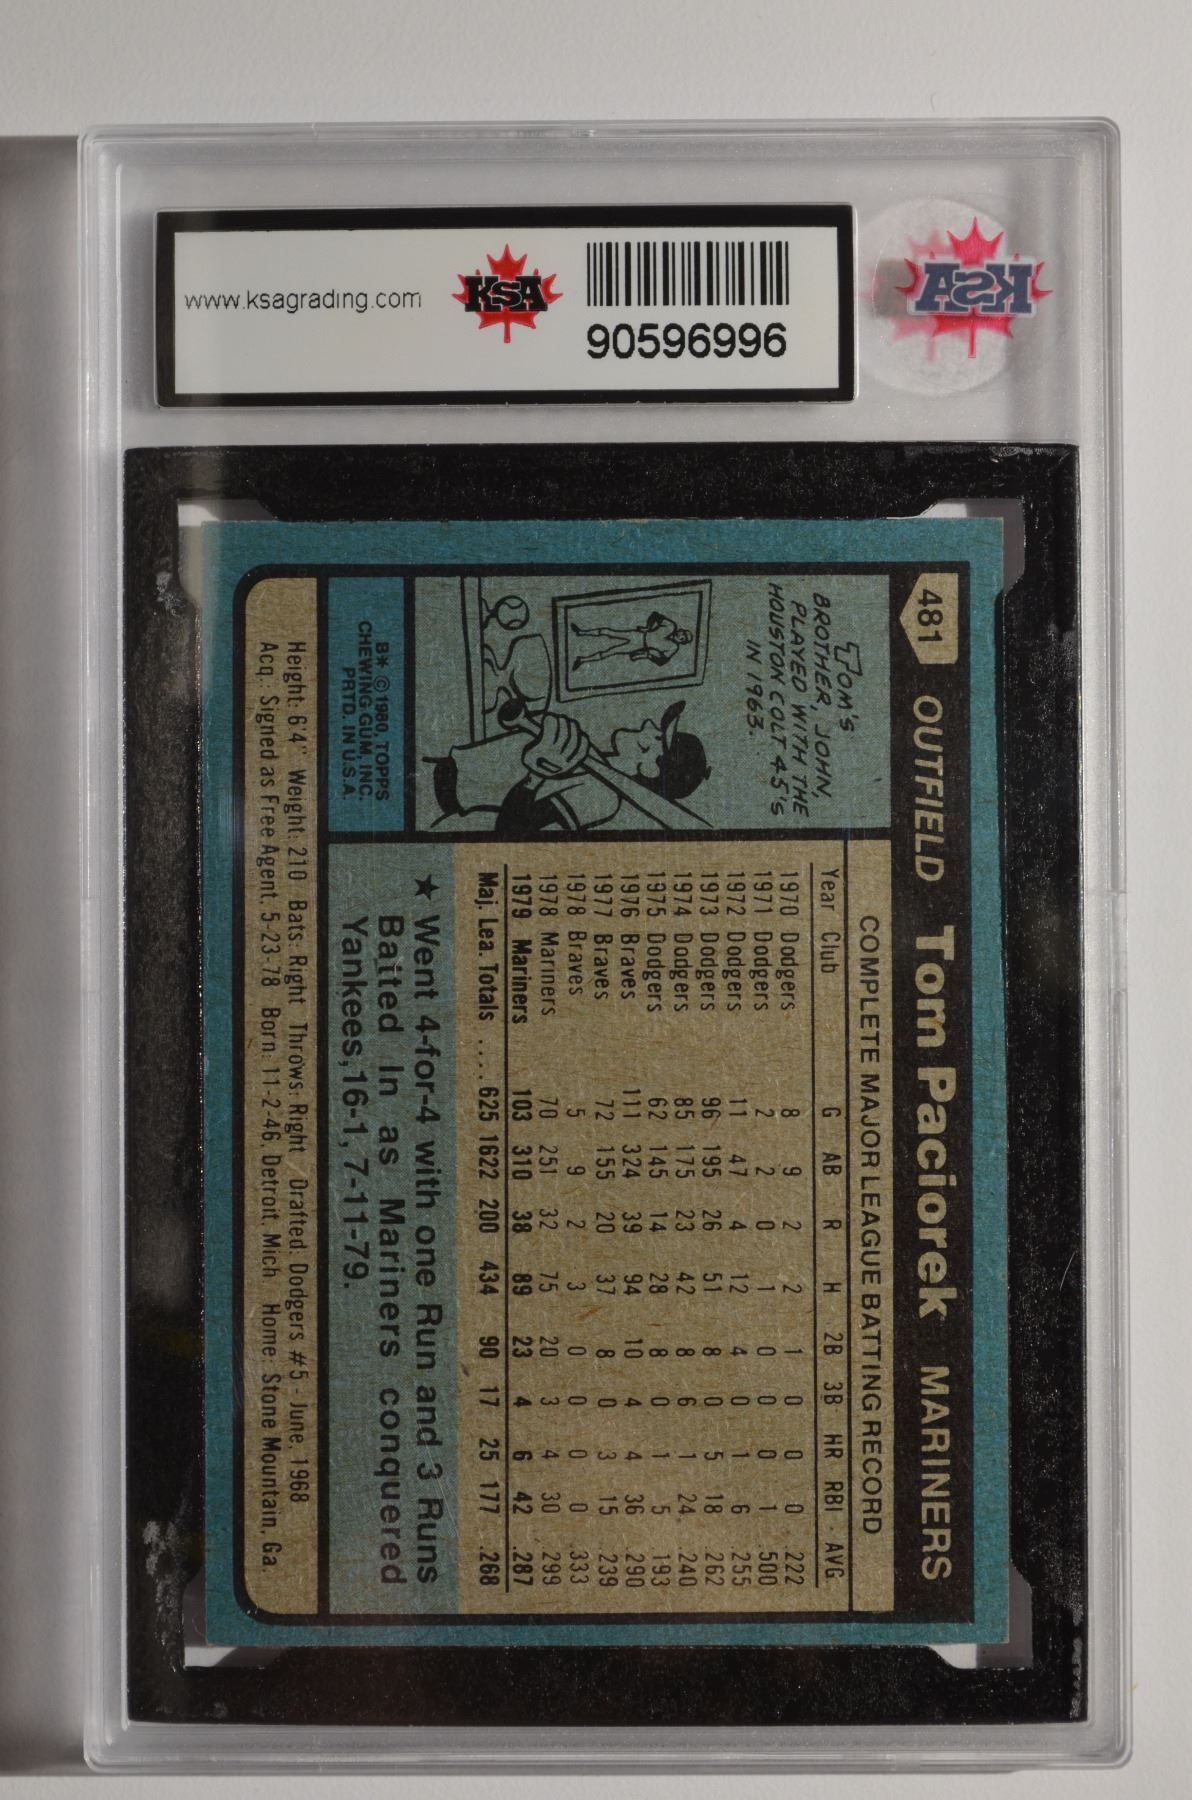 www.ksagrading.com
KSA
90596996
KSA
481 OUTFIELD Tom Paciorek MARINERS
TOM'S
BROTHER, JOHN,
PLAYED WITH THE
HOUSTON COLT 45'S
IN 1963.
B* © 1980, TOPPS
CHEWING GUM, INC.
PRTD. IN U.S.A.
COMPLETE MAJOR LEAGUE BATTING RECORD
Year Club G AB R H 2B 3B HR RBI AVG.
1970 Dodgers 8 9 2 2 1 0 0 0 .222
1971 Dodgers 2 2 0 1 0 0 0 1 .500
1972 Dodgers 11 47 4 12 4 0 1 6 .255
1973 Dodgers 96 195 26 51 8 0 5 18 .262
1974 Dodgers 85 175 23 42 8 6 1 24 .240
1975 Dodgers 62 145 14 28 8 0 1 5 .193
1976 Braves 111 324 39 94 10 4 4 36 .290
1977 Braves 72 155 20 37 8 0 3 15 .239
1978 Braves 5 9 2 3 0 0 0 0 .333
1978 Mariners 70 251 32 75 20 3 4 30 .299
1979 Mariners 103 310 38 89 23 4 6 42 .287
Maj. Lea. Totals .... 625 1622 200 434 90 17 25 177 .268
★ Went 4-for-4 with one Run and 3 Runs
Batted In as Mariners conquered
Yankees, 16-1, 7-11-79.
Height: 6'4" Weight: 210 Bats: Right Throws: Right Drafted: Dodgers #5 - June, 1968
Acq.: Signed as Free Agent, 5-23-78 Born: 11-2-46, Detroit, Mich Home: Stone Mountain, Ga.